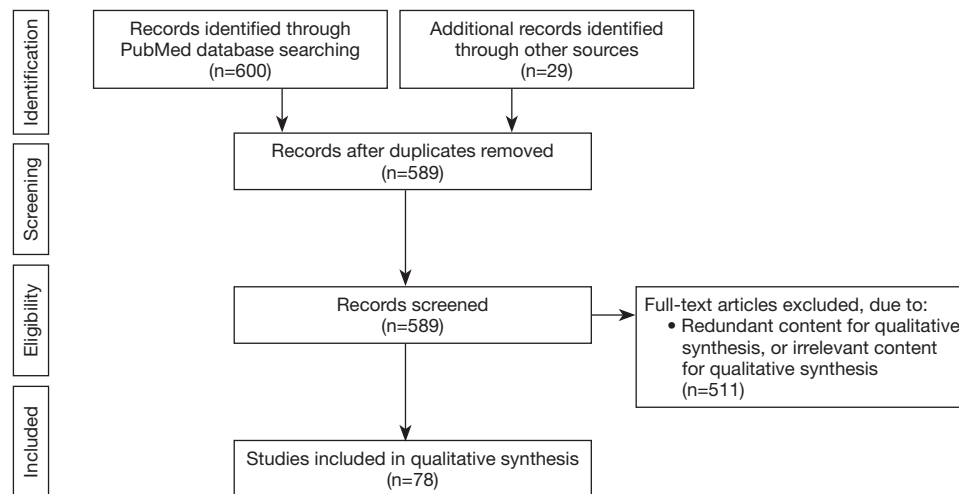 Identification
Records identified through
PubMed database searching
(n=600)
Additional records identified
through other sources
(n=29)
Screening
Records after duplicates removed
(n=589)
Eligibility
Records screened
(n=589)
Full-text articles excluded, due to:
• Redundant content for qualitative
synthesis, or irrelevant content
for qualitative synthesis
(n=511)
Included
Studies included in qualitative synthesis
(n=78)